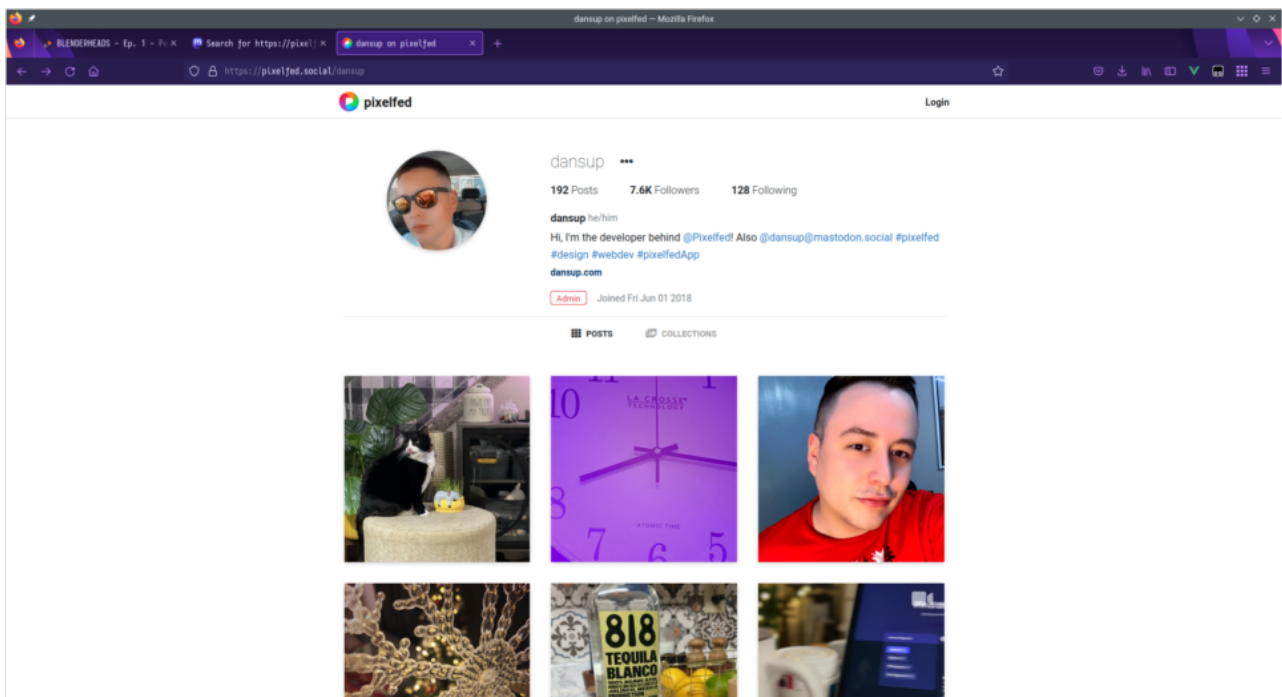 dansup on pixelfed — Mozilla Firefox
BLENDERHEADS - Ep. 1 -
Search for https://pixel
dansup on pixelfed
https://pixelfed.social/dansup
pixelfed
Login
dansup •••
192 Posts 7.6K Followers 128 Following
dansup he/him
Hi, I'm the developer behind @Pixelfed! Also @dansup@mastodon.social #pixelfed
#design #webdev #pixelfedApp
dansup.com
Admin Joined Fri Jun 01 2018
POSTS COLLECTIONS
11 1
10
LA CROSSE
TECHNOLOGY
8
ATOMIC TIME
7 6 5
818
TEQUILA
BLANCO